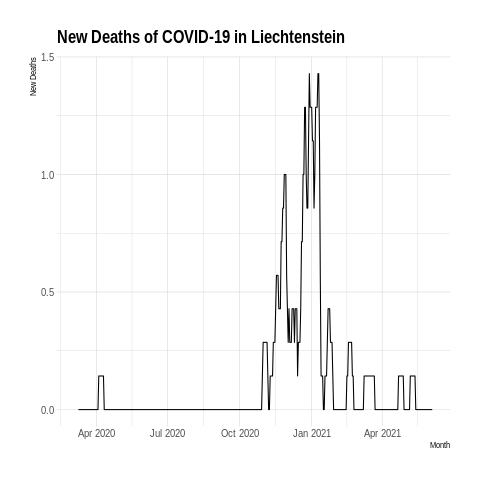 New Deaths of COVID-19 in Liechtenstein
New Deaths
1.5
1.0
0.5
0.0
Apr 2020 Jul 2020 Oct 2020 Jan 2021 Apr 2021
Month